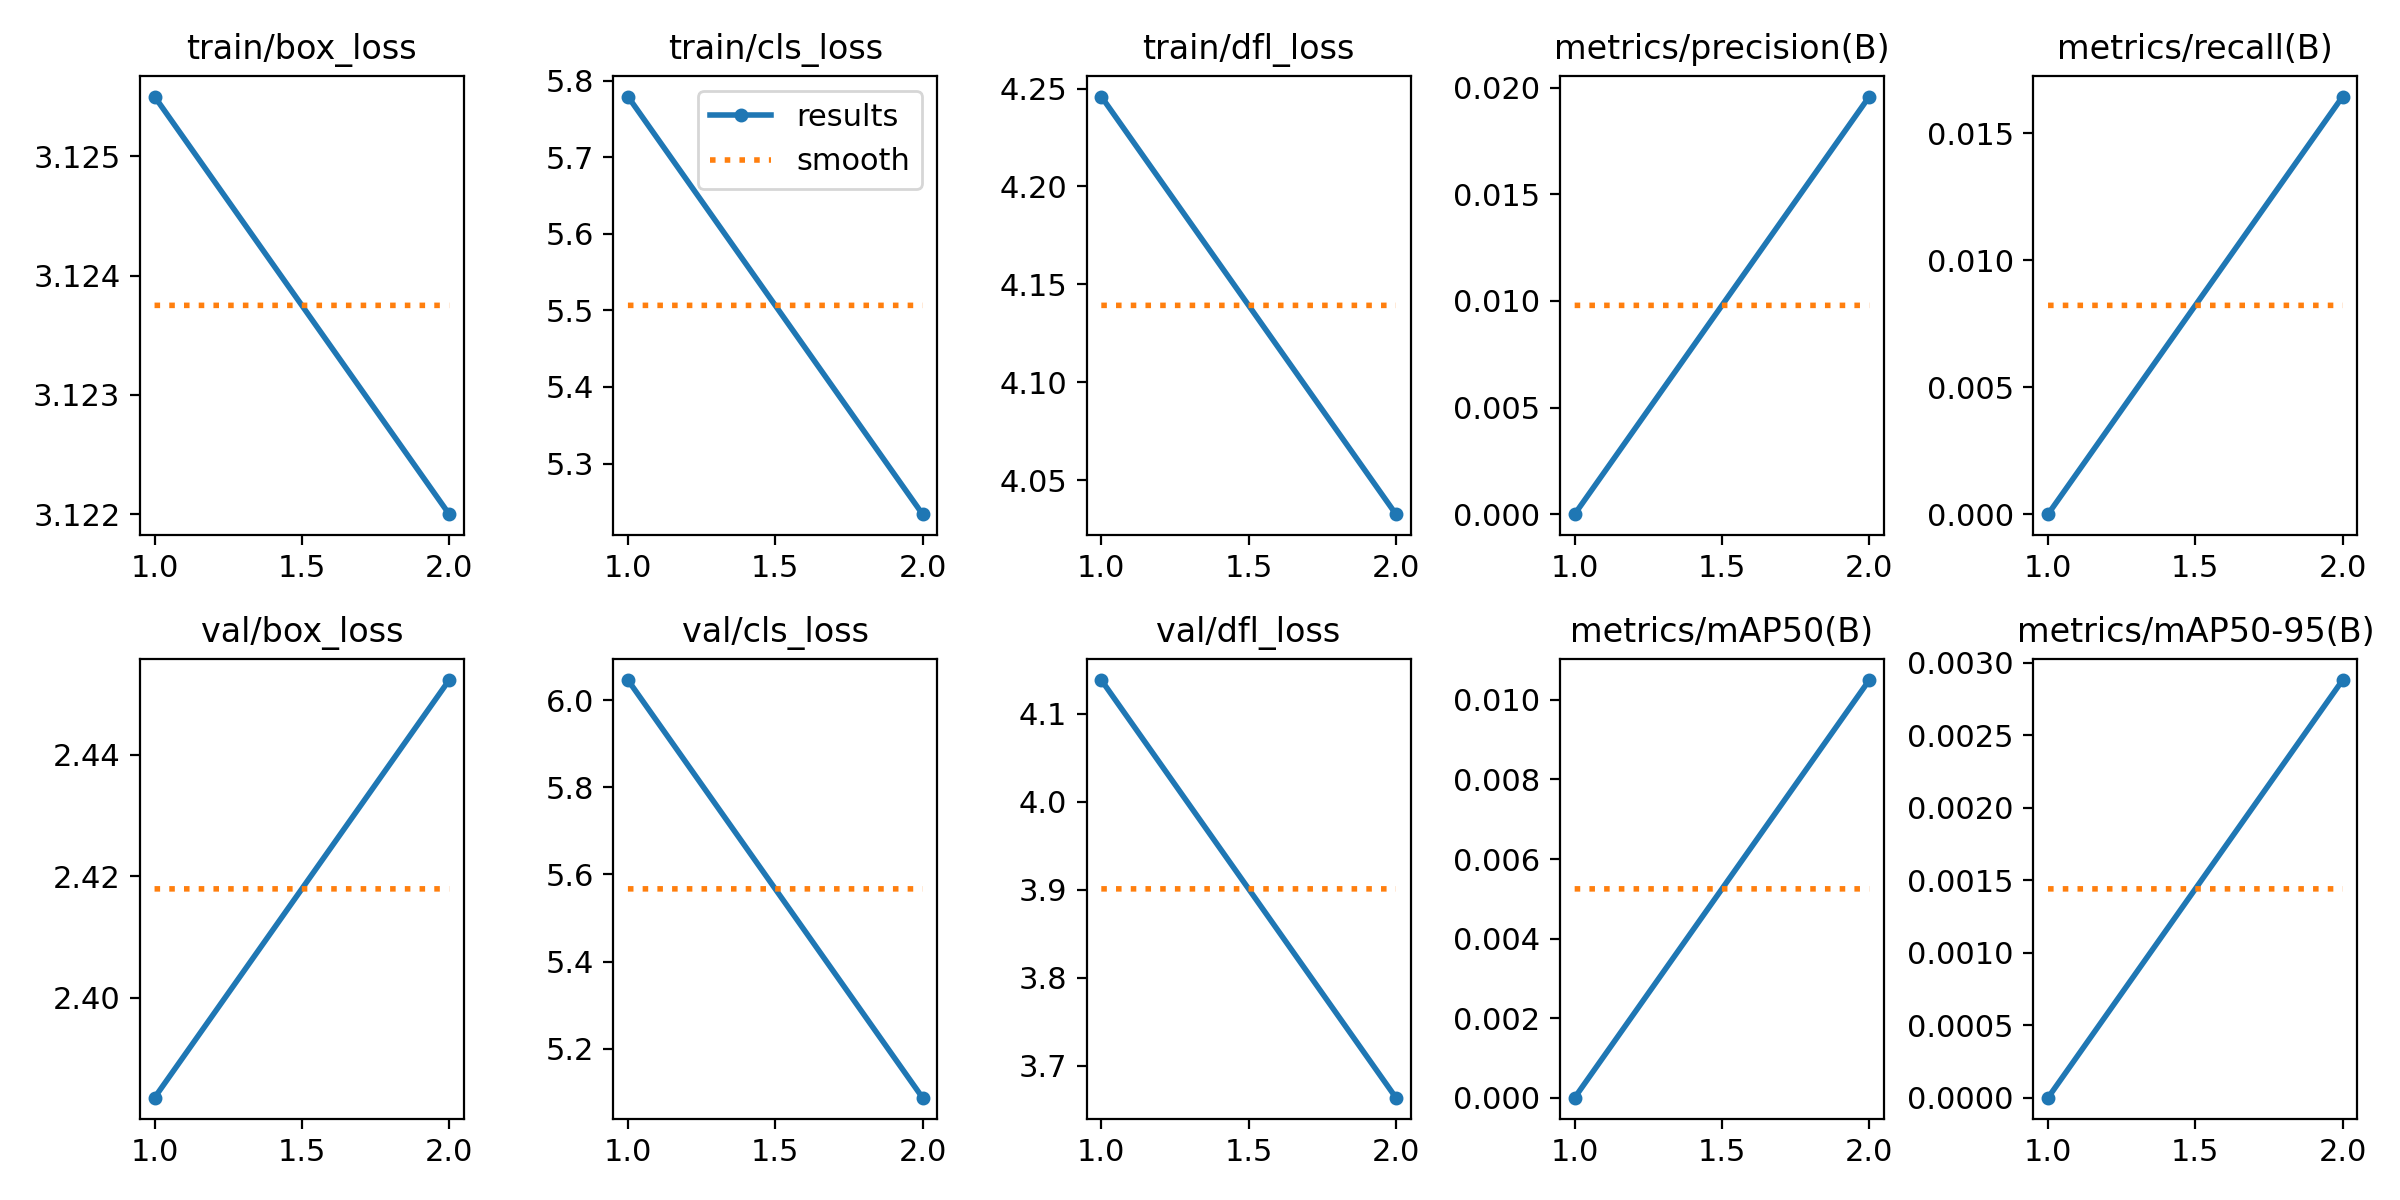 train/box_loss
3.125
3.124
3.123
3.122
1.0 1.5 2.0
train/cls_loss
results
smooth
5.8
5.7
5.6
5.5
5.4
5.3
1.0 1.5 2.0
train/dfl_loss
4.25
4.20
4.15
4.10
4.05
1.0 1.5 2.0
metrics/precision(B)
0.020
0.015
0.010
0.005
0.000
1.0 1.5 2.0
metrics/recall(B)
0.015
0.010
0.005
0.000
1.0 1.5 2.0
val/box_loss
2.44
2.42
2.40
1.0 1.5 2.0
val/cls_loss
6.0
5.8
5.6
5.4
5.2
1.0 1.5 2.0
val/dfl_loss
4.1
4.0
3.9
3.8
3.7
1.0 1.5 2.0
metrics/mAP50(B)
0.010
0.008
0.006
0.004
0.002
0.000
1.0 1.5 2.0
metrics/mAP50-95(B)
0.0030
0.0025
0.0020
0.0015
0.0010
0.0005
0.0000
1.0 1.5 2.0